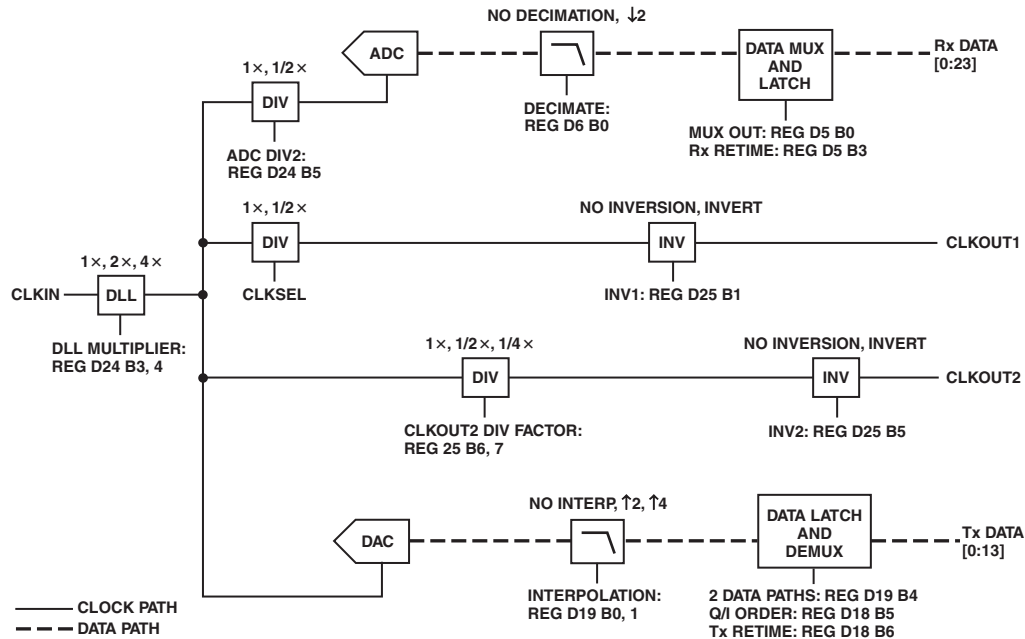 NO DECIMATION, ↓2
ADC
DATA MUX
AND
LATCH
Rx DATA
[0:23]
1×, 1/2×
DIV
DECIMATE:
REG D6 B0
MUX OUT: REG D5 B0
Rx RETIME: REG D5 B3
ADC DIV2:
REG D24 B5
1×, 1/2×
NO INVERSION, INVERT
DIV
INV
CLKOUT1
CLKSEL
INV1: REG D25 B1
1×, 2×, 4×
CLKIN
DLL
DLL MULTIPLIER:
REG D24 B3, 4
1×, 1/2×, 1/4×
NO INVERSION, INVERT
DIV
INV
CLKOUT2
CLKOUT2 DIV FACTOR:
REG 25 B6, 7
INV2: REG D25 B5
NO INTERP, ↑2, ↑4
DAC
DATA LATCH
AND
DEMUX
Tx DATA
[0:13]
INTERPOLATION:
REG D19 B0, 1
2 DATA PATHS: REG D19 B4
Q/I ORDER: REG D18 B5
Tx RETIME: REG D18 B6
CLOCK PATH
DATA PATH